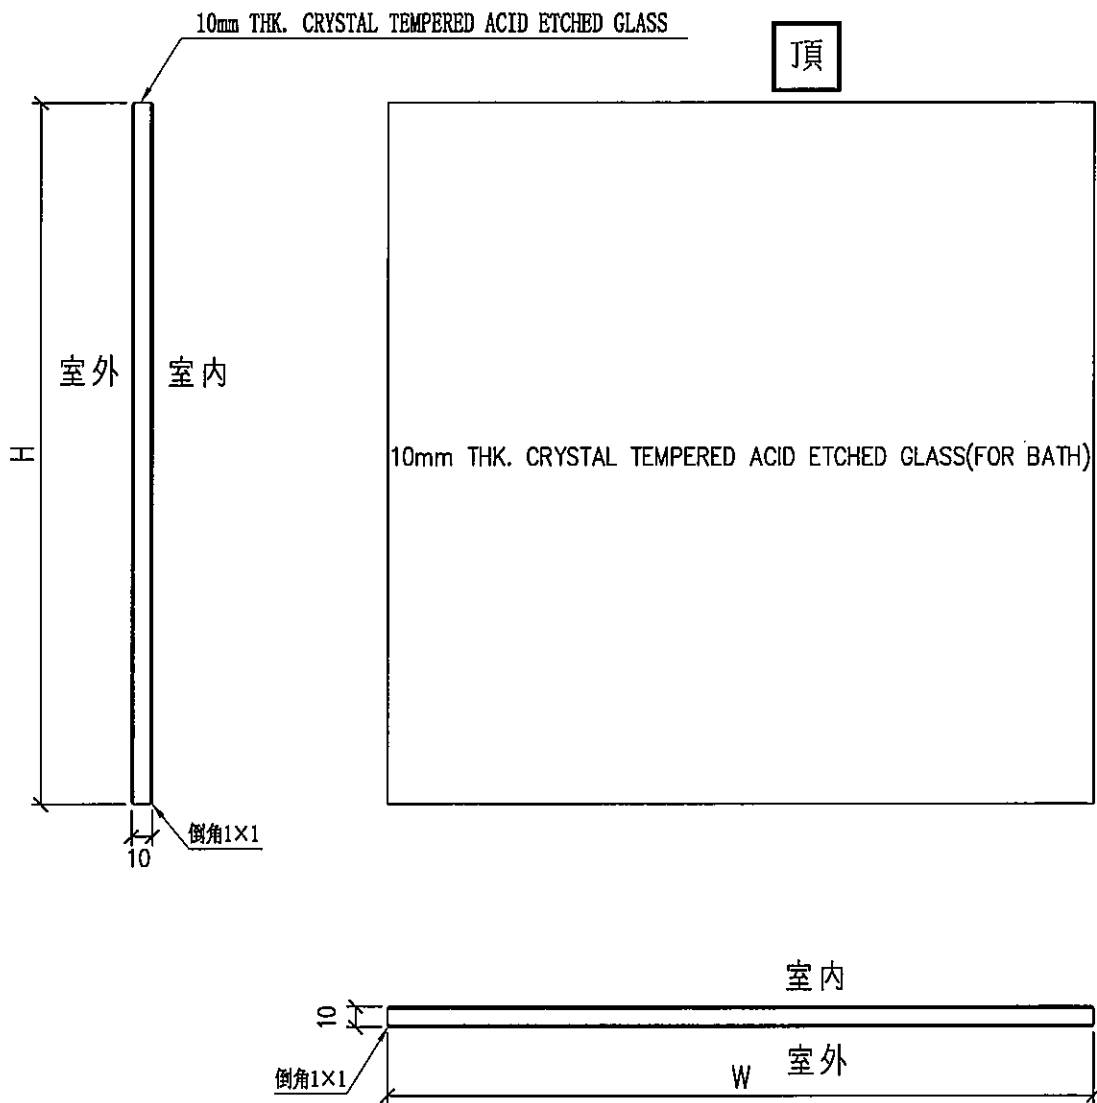 10mm THK. CRYSTAL TEMPERED ACID ETCHED GLASS
頂
室外
室内
H
10mm THK. CRYSTAL TEMPERED ACID ETCHED GLASS(FOR BATH)
倒角1×1
10
室内
10
倒角1×1
W
室外